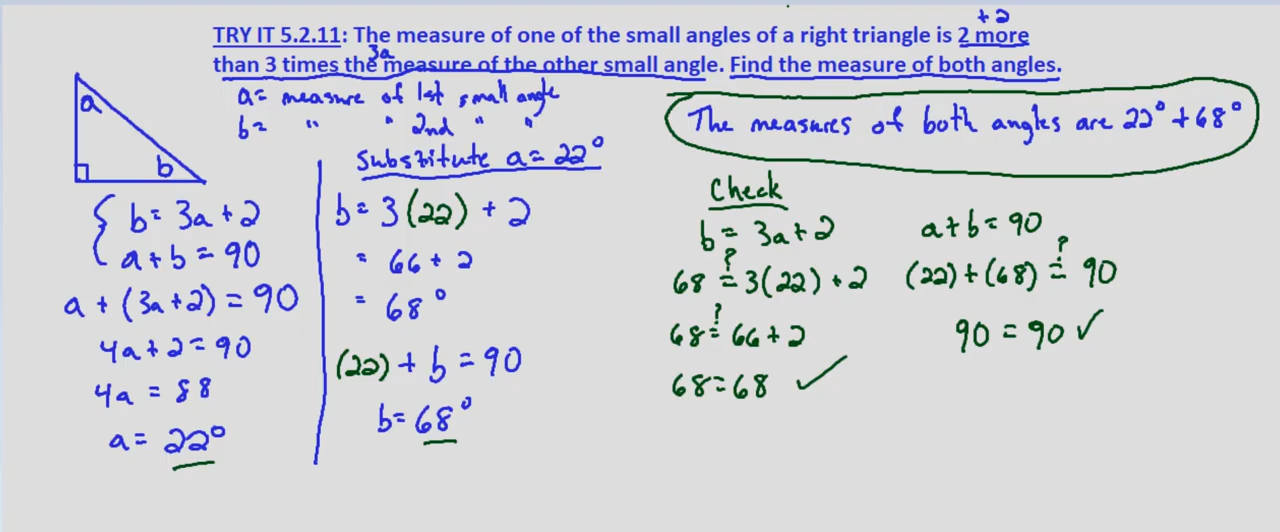 TRY IT 5.2.11: The measure of one of the small angles of a right triangle is 2 more
+2
than 3 times the measure of the other small angle. Find the measure of both angles.
3a
a
b
a = measure of 1st small angle
b = " " 2nd " "
{ b = 3a + 2
a + b = 90
a + (3a + 2) = 90
4a + 2 = 90
4a = 88
a = 22°
Substitute a = 22°
b = 3(22) + 2
= 66 + 2
= 68°
(22) + b = 90
b = 68°
The measures of both angles are 22° + 68°
Check
b = 3a + 2
68 ≟ 3(22) + 2
68 ≟ 66 + 2
68 = 68 ✓
a + b = 90
(22) + (68) ≟ 90
90 = 90 ✓